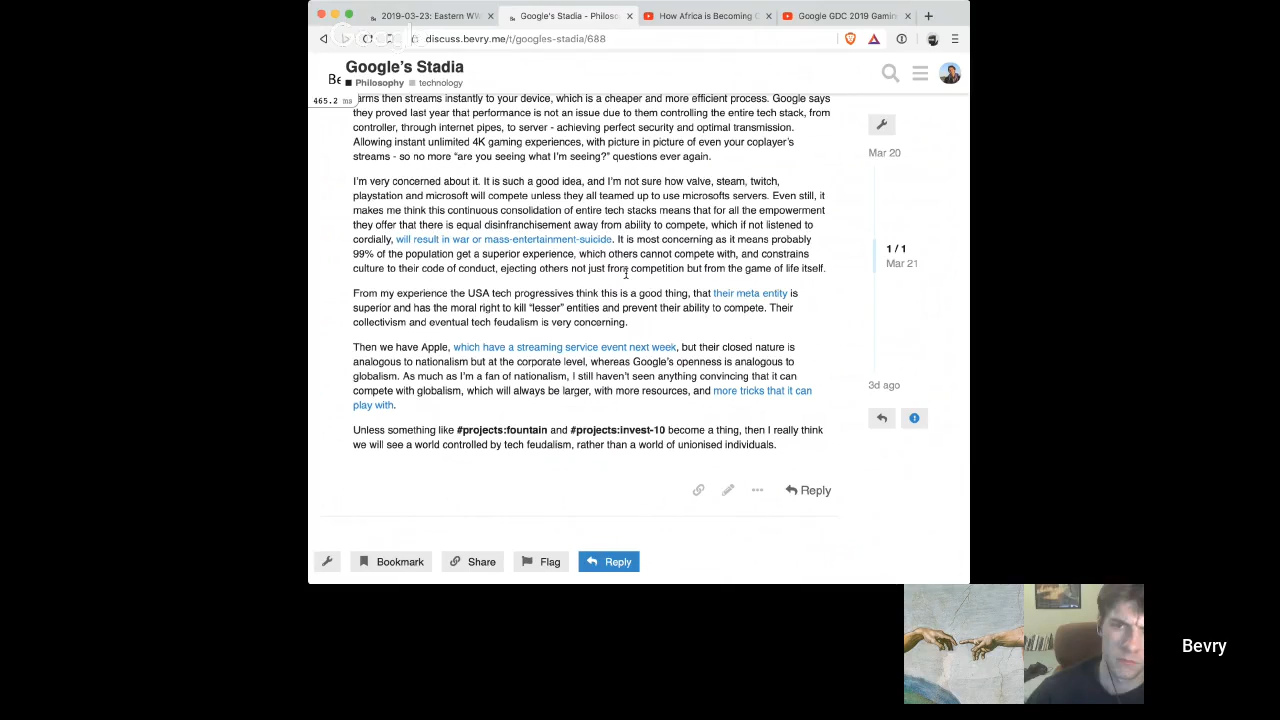 2019-03-23: Eastern WW
Google's Stadia - Philoso
How Africa is Becoming C
Google GDC 2019 Gamin
discuss.bevry.me/t/googles-stadia/688
Google's Stadia
Be
Philosophy technology
465.2 ms
arms then streams instantly to your device, which is a cheaper and more efficient process. Google says
they proved last year that performance is not an issue due to them controlling the entire tech stack, from
controller, through internet pipes, to server - achieving perfect security and optimal transmission.
Allowing instant unlimited 4K gaming experiences, with picture in picture of even your coplayer's
streams - so no more “are you seeing what I'm seeing?” questions ever again.
I'm very concerned about it. It is such a good idea, and I'm not sure how valve, steam, twitch,
playstation and microsoft will compete unless they all teamed up to use microsofts servers. Even still, it
makes me think this continuous consolidation of entire tech stacks means that for all the empowerment
they offer that there is equal disinfranchisement away from ability to compete, which if not listened to
cordially, will result in war or mass-entertainment-suicide. It is most concerning as it means probably
99% of the population get a superior experience, which others cannot compete with, and constrains
culture to their code of conduct, ejecting others not just from competition but from the game of life itself.
From my experience the USA tech progressives think this is a good thing, that their meta entity is
superior and has the moral right to kill “lesser” entities and prevent their ability to compete. Their
collectivism and eventual tech feudalism is very concerning.
Then we have Apple, which have a streaming service event next week, but their closed nature is
analogous to nationalism but at the corporate level, whereas Google's openness is analogous to
globalism. As much as I'm a fan of nationalism, I still haven't seen anything convincing that it can
compete with globalism, which will always be larger, with more resources, and more tricks that it can
play with.
Unless something like #projects:fountain and #projects:invest-10 become a thing, then I really think
we will see a world controlled by tech feudalism, rather than a world of unionised individuals.
Reply
Mar 20
1 / 1
Mar 21
3d ago
Bookmark
Share
Flag
Reply
Bevry